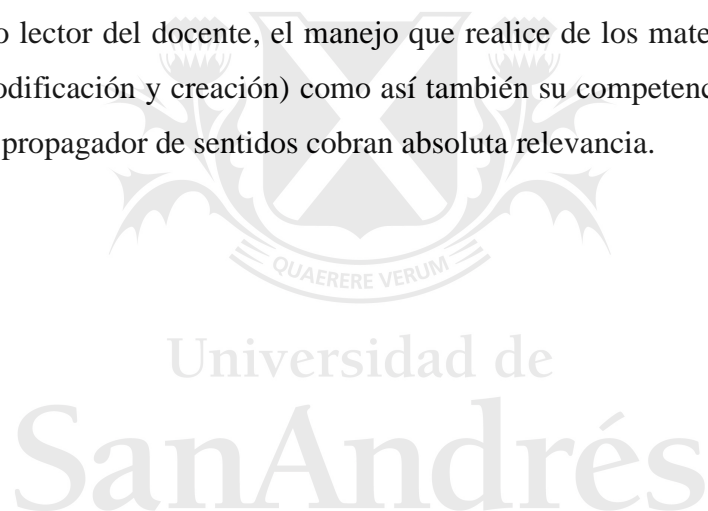 o lector del docente, el manejo que realice de los mate
odificación y creación) como así también su competenc
propagador de sentidos cobran absoluta relevancia.
QUAERERE VERUM
Universidad de
SanAndrés